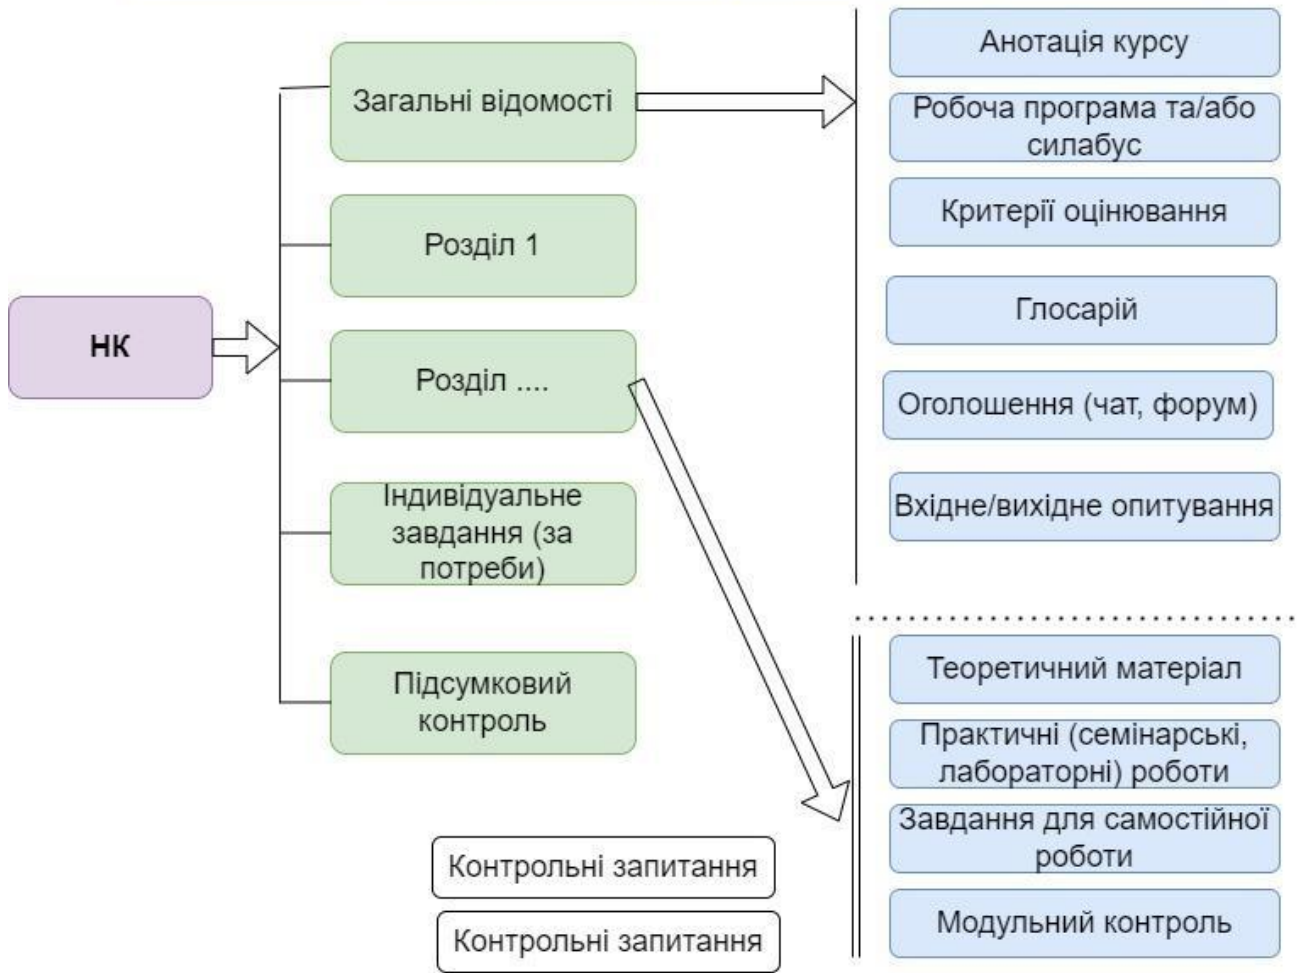 НК
Загальні відомості
Розділ 1
Розділ ....
Індивідуальне
завдання (за
потреби)
Підсумковий
контроль
Контрольні запитання
Контрольні запитання
Анотація курсу
Робоча програма та/або
силабус
Критерії оцінювання
Глосарій
Оголошення (чат, форум)
Вхідне/вихідне опитування
Теоретичний матеріал
Практичні (семінарські,
лабораторні) роботи
Завдання для самостійної
роботи
Модульний контроль